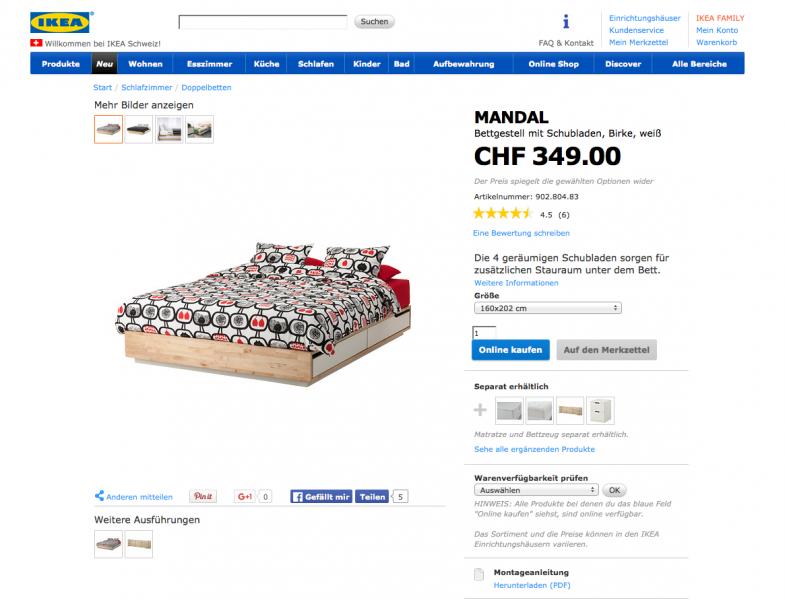 IKEA
Suchen
Einrichtungshäuser
IKEA FAMILY
Kundenservice
Mein Konto
Willkommen bei IKEA Schweiz!
FAQ & Kontakt
Mein Merkzettel
Warenkorb
Produkte Neu Wohnen Esszimmer Küche Schlafen Kinder Bad Aufbewahrung Online Shop Discover Alle Bereiche
Start / Schlafzimmer / Doppelbetten
Mehr Bilder anzeigen
MANDAL
Bettgestell mit Schubladen, Birke, weiß
CHF 349.00
Der Preis spiegelt die gewählten Optionen wider
Artikelnummer: 902.804.83
4.5 (6)
Eine Bewertung schreiben
Die 4 geräumigen Schubladen sorgen für
zusätzlichen Stauraum unter dem Bett.
Weitere Informationen
Größe
160x202 cm
1
Online kaufen Auf den Merkzettel
Separat erhältlich
Matratze und Bettzeug separat erhältlich.
Sehe alle ergänzenden Produkte
Warenverfügbarkeit prüfen
Auswählen OK
HINWEIS: Alle Produkte bei denen du das blaue Feld
"Online kaufen" siehst, sind online verfügbar.
Das Sortiment und die Preise können in den IKEA
Einrichtungshäusern variieren.
Montageanleitung
Herunterladen (PDF)
Anderen mitteilen Pin it G+1 0 Gefällt mir Teilen 5
Weitere Ausführungen